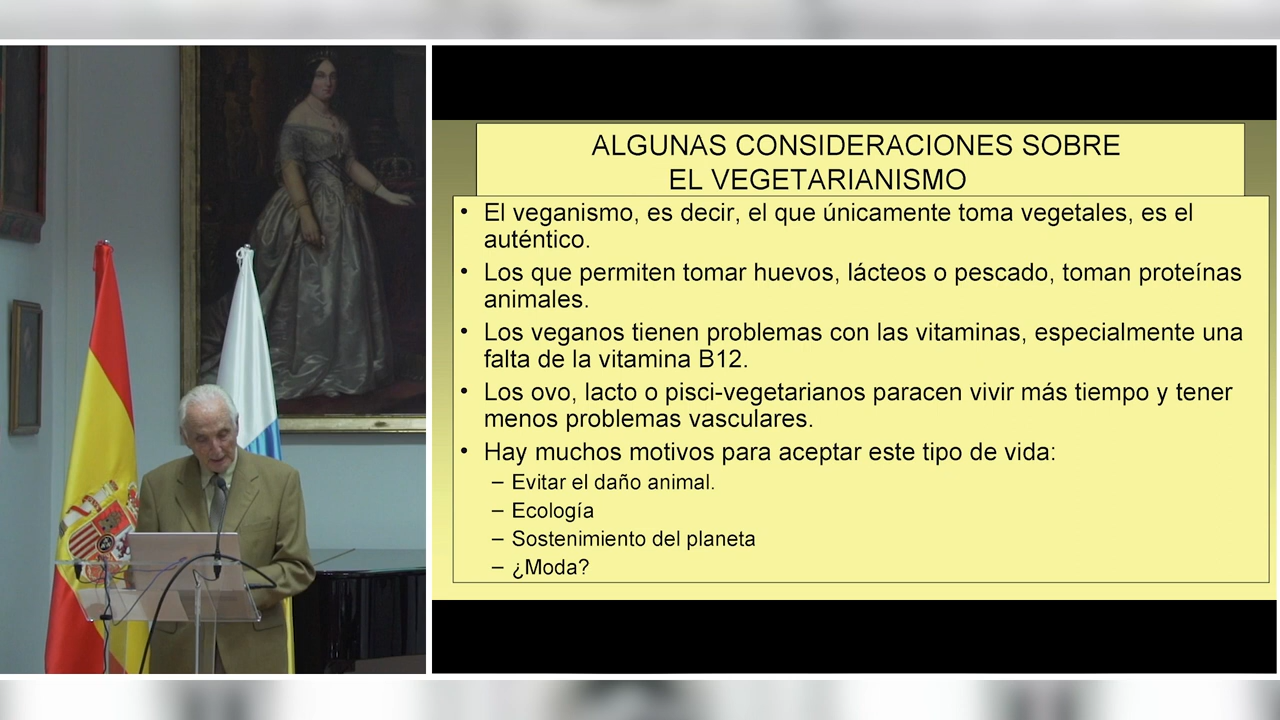 ALGUNAS CONSIDERACIONES SOBRE
EL VEGETARIANISMO
• El veganismo, es decir, el que únicamente toma vegetales, es el
auténtico.
• Los que permiten tomar huevos, lácteos o pescado, toman proteínas
animales.
• Los veganos tienen problemas con las vitaminas, especialmente una
falta de la vitamina B12.
• Los ovo, lacto o pisci-vegetarianos paracen vivir más tiempo y tener
menos problemas vasculares.
• Hay muchos motivos para aceptar este tipo de vida:
– Evitar el daño animal.
– Ecología
– Sostenimiento del planeta
– ¿Moda?